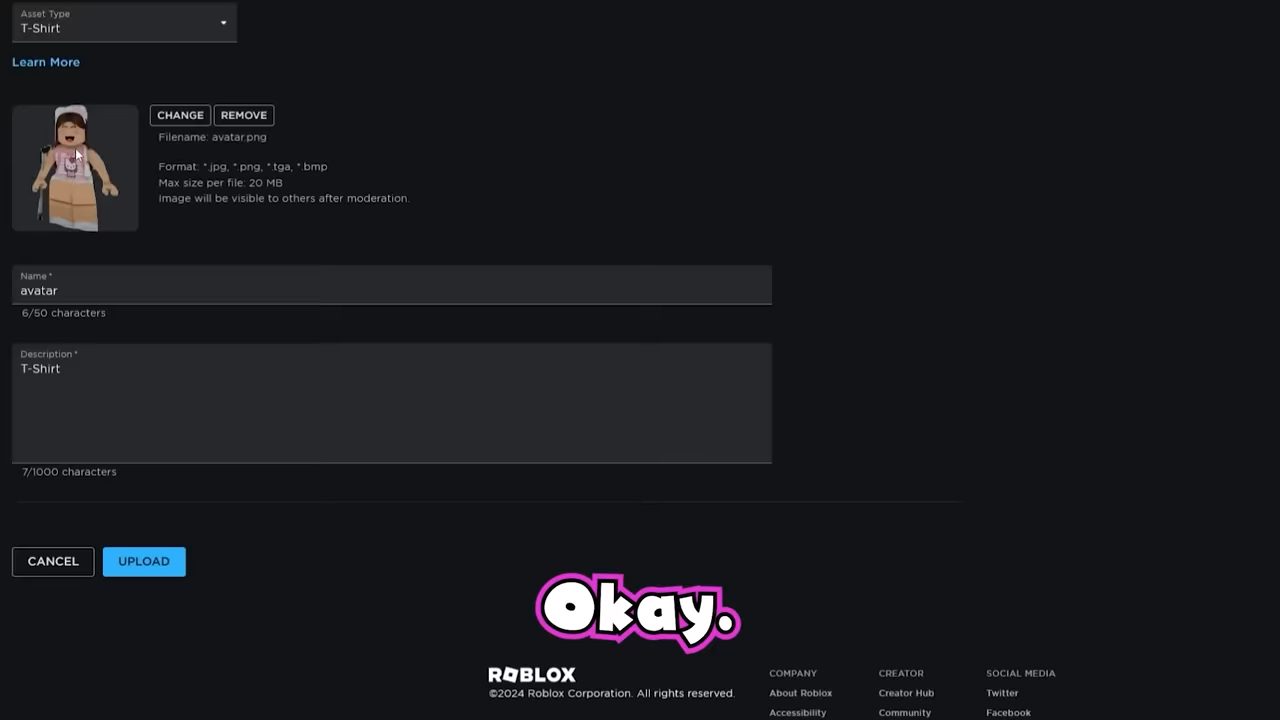 Asset Type
T-Shirt
Learn More
CHANGE REMOVE
Filename: avatar.png
Format: *.jpg, *.png, *.tga, *.bmp
Max size per file: 20 MB
Image will be visible to others after moderation.
Name *
avatar
6/50 characters
Description *
T-Shirt
7/1000 characters
CANCEL UPLOAD
Okay.
ROBLOX
©2024 Roblox Corporation. All rights reserved.
COMPANY
About Roblox
Accessibility
CREATOR
Creator Hub
Community
SOCIAL MEDIA
Twitter
Facebook